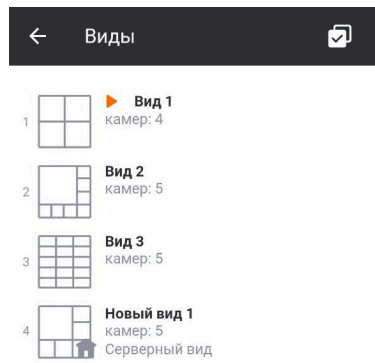 Виды
1
Вид 1
камер: 4
2
Вид 2
камер: 5
3
Вид 3
камер: 5
4
Новый вид 1
камер: 5
Серверный вид